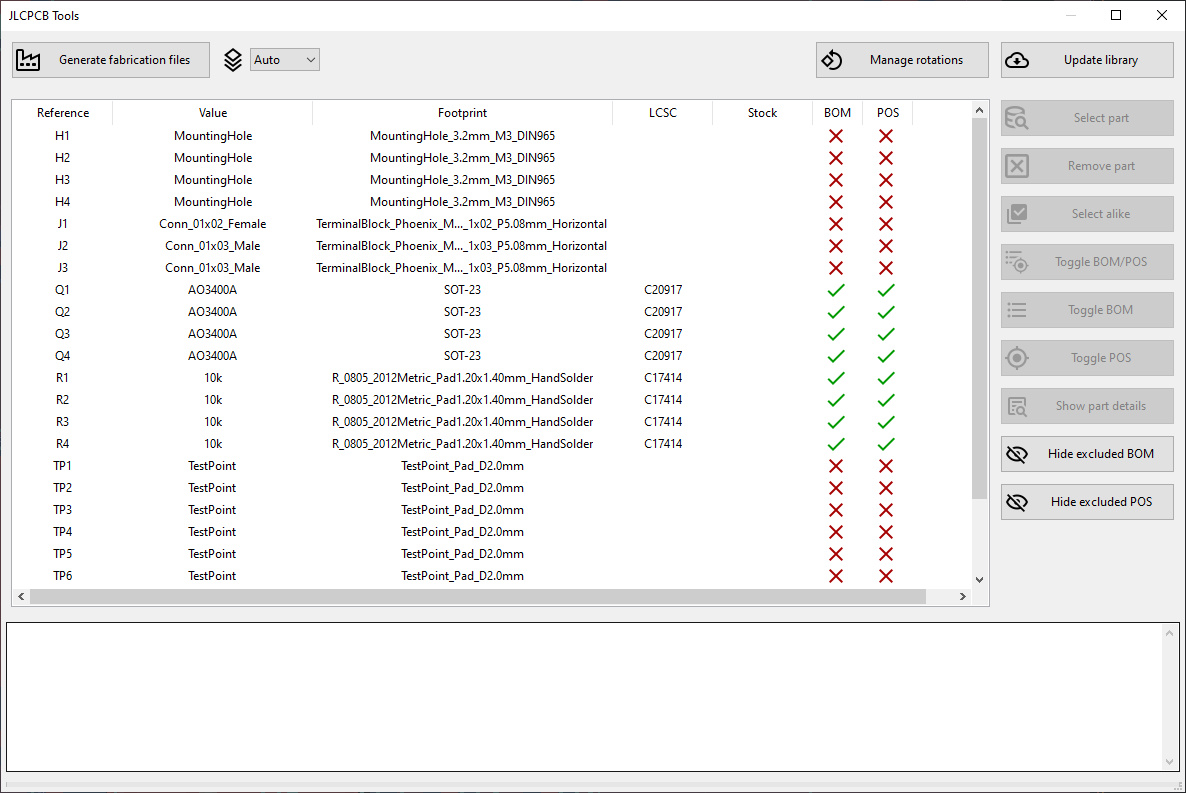 JLCPCB Tools
Generate fabrication files Auto Manage rotations Update library
Reference Value Footprint LCSC Stock BOM POS
H1 MountingHole MountingHole_3.2mm_M3_DIN965
H2 MountingHole MountingHole_3.2mm_M3_DIN965
H3 MountingHole MountingHole_3.2mm_M3_DIN965
H4 MountingHole MountingHole_3.2mm_M3_DIN965
J1 Conn_01x02_Female TerminalBlock_Phoenix_M..._1x02_P5.08mm_Horizontal
J2 Conn_01x03_Male TerminalBlock_Phoenix_M..._1x03_P5.08mm_Horizontal
J3 Conn_01x03_Male TerminalBlock_Phoenix_M..._1x03_P5.08mm_Horizontal
Q1 AO3400A SOT-23 C20917
Q2 AO3400A SOT-23 C20917
Q3 AO3400A SOT-23 C20917
Q4 AO3400A SOT-23 C20917
R1 10k R_0805_2012Metric_Pad1.20x1.40mm_HandSolder C17414
R2 10k R_0805_2012Metric_Pad1.20x1.40mm_HandSolder C17414
R3 10k R_0805_2012Metric_Pad1.20x1.40mm_HandSolder C17414
R4 10k R_0805_2012Metric_Pad1.20x1.40mm_HandSolder C17414
TP1 TestPoint TestPoint_Pad_D2.0mm
TP2 TestPoint TestPoint_Pad_D2.0mm
TP3 TestPoint TestPoint_Pad_D2.0mm
TP4 TestPoint TestPoint_Pad_D2.0mm
TP5 TestPoint TestPoint_Pad_D2.0mm
TP6 TestPoint TestPoint_Pad_D2.0mm
Select part
Remove part
Select alike
Toggle BOM/POS
Toggle BOM
Toggle POS
Show part details
Hide excluded BOM
Hide excluded POS